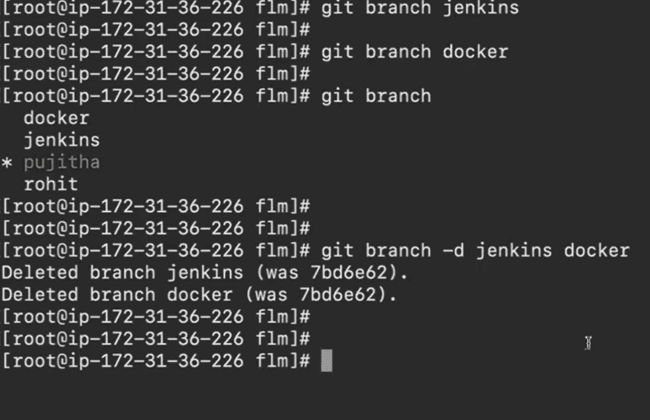 [root@ip-172-31-36-226 flm]# git branch jenkins
[root@ip-172-31-36-226 flm]#
[root@ip-172-31-36-226 flm]# git branch docker
[root@ip-172-31-36-226 flm]#
[root@ip-172-31-36-226 flm]# git branch
  docker
  jenkins
* pujitha
  rohit
[root@ip-172-31-36-226 flm]#
[root@ip-172-31-36-226 flm]#
[root@ip-172-31-36-226 flm]# git branch -d jenkins docker
Deleted branch jenkins (was 7bd6e62).
Deleted branch docker (was 7bd6e62).
[root@ip-172-31-36-226 flm]#
[root@ip-172-31-36-226 flm]#
[root@ip-172-31-36-226 flm]#